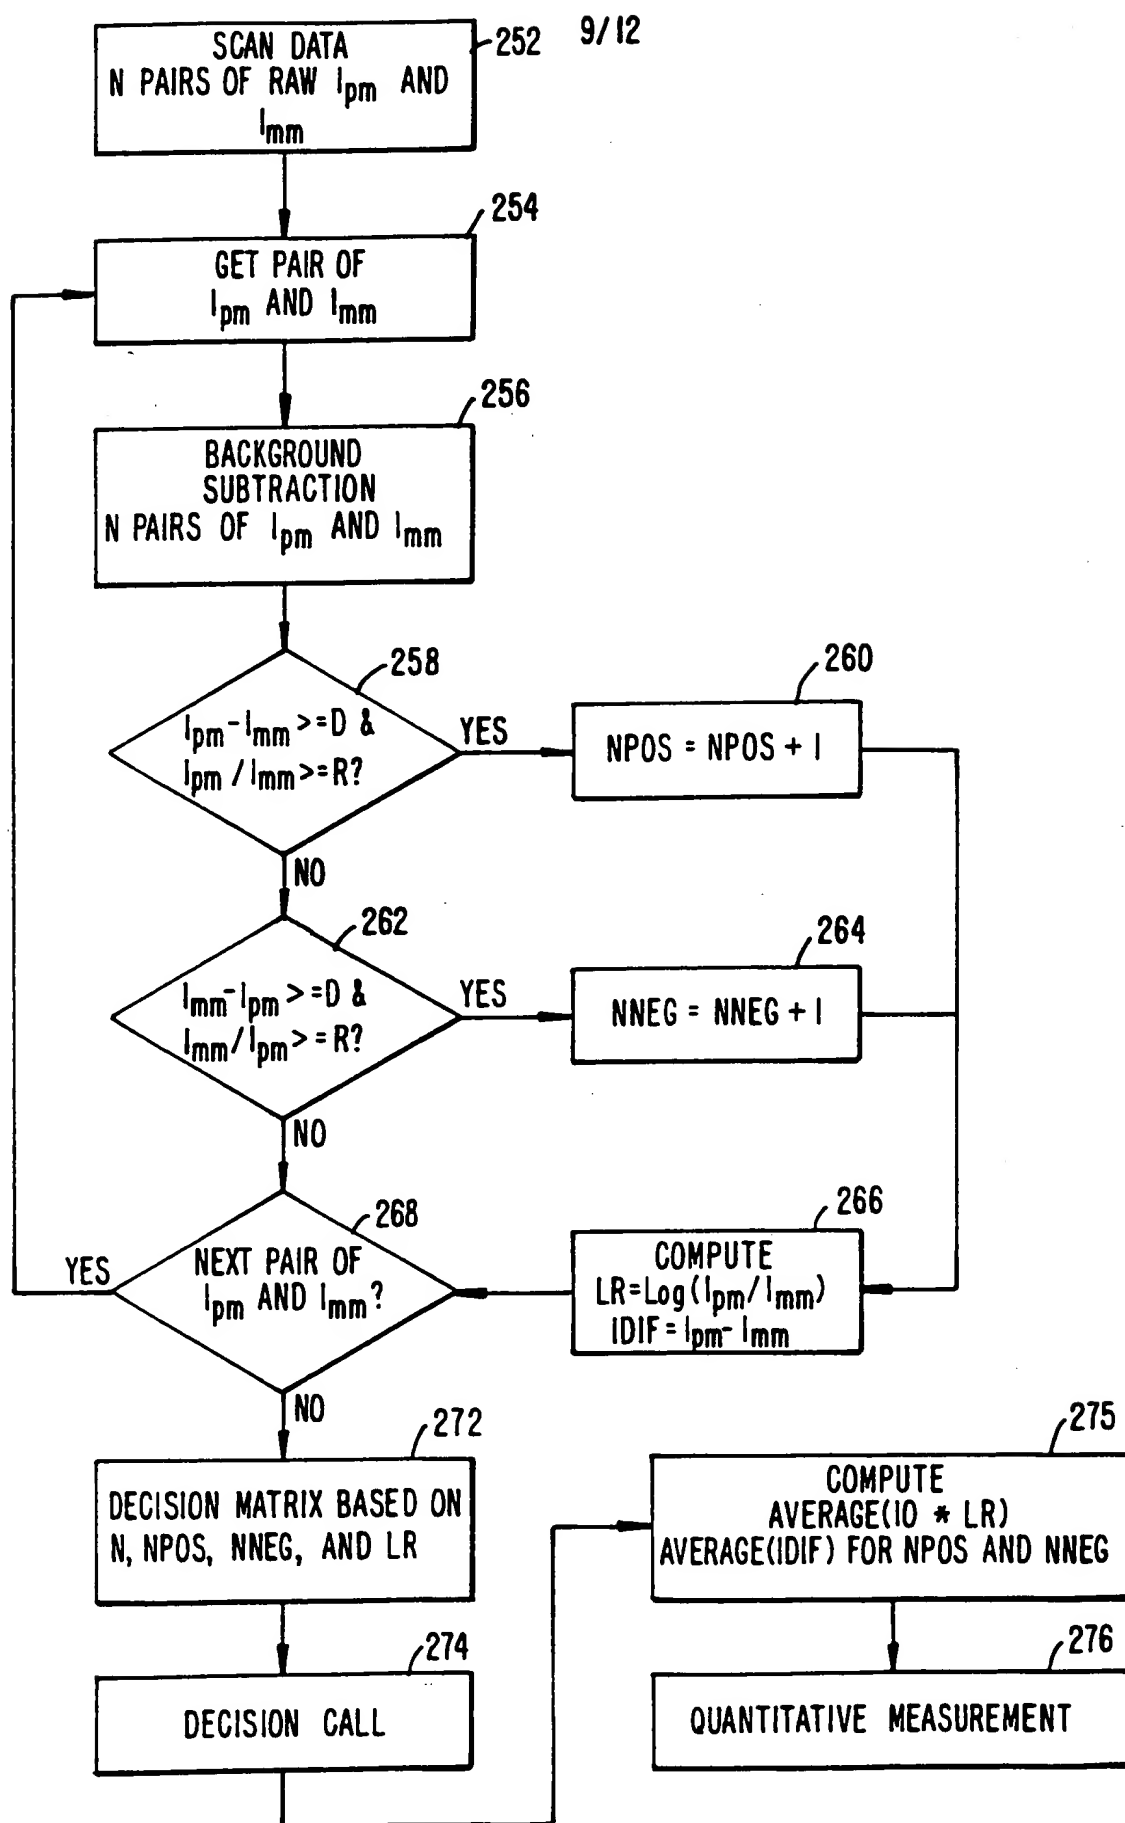 9/12
252
SCAN DATA
N PAIRS OF RAW Ipm AND
Imm
254
GET PAIR OF
Ipm AND Imm
256
BACKGROUND
SUBTRACTION
N PAIRS OF Ipm AND Imm
258
Ipm-Imm>=D &
Ipm/Imm>=R?
YES
260
NPOS = NPOS + 1
NO
262
Imm-Ipm>=D &
Imm/Ipm>=R?
YES
264
NNEG = NNEG + 1
NO
268
NEXT PAIR OF
Ipm AND Imm?
YES
266
COMPUTE
LR=Log(Ipm/Imm)
IDIF=Ipm-Imm
NO
272
DECISION MATRIX BASED ON
N, NPOS, NNEG, AND LR
274
DECISION CALL
275
COMPUTE
AVERAGE(10 * LR)
AVERAGE(IDIF) FOR NPOS AND NNEG
276
QUANTITATIVE MEASUREMENT